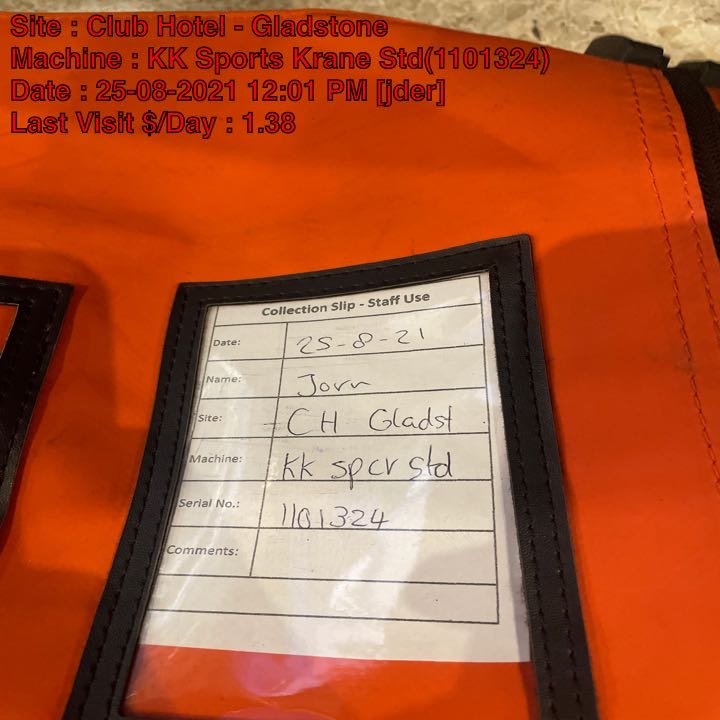 Site : Club Hotel - Gladstone
Machine : KK Sports Krane Std(1101324)
Date : 25-08-2021 12:01 PM [jder]
Last Visit $/Day : 1.38
Collection Slip - Staff Use
Date: 25-8-21
Name: Jorn
Site: CH Gladst
Machine: KK spcr std
Serial No.: 1101324
Comments: